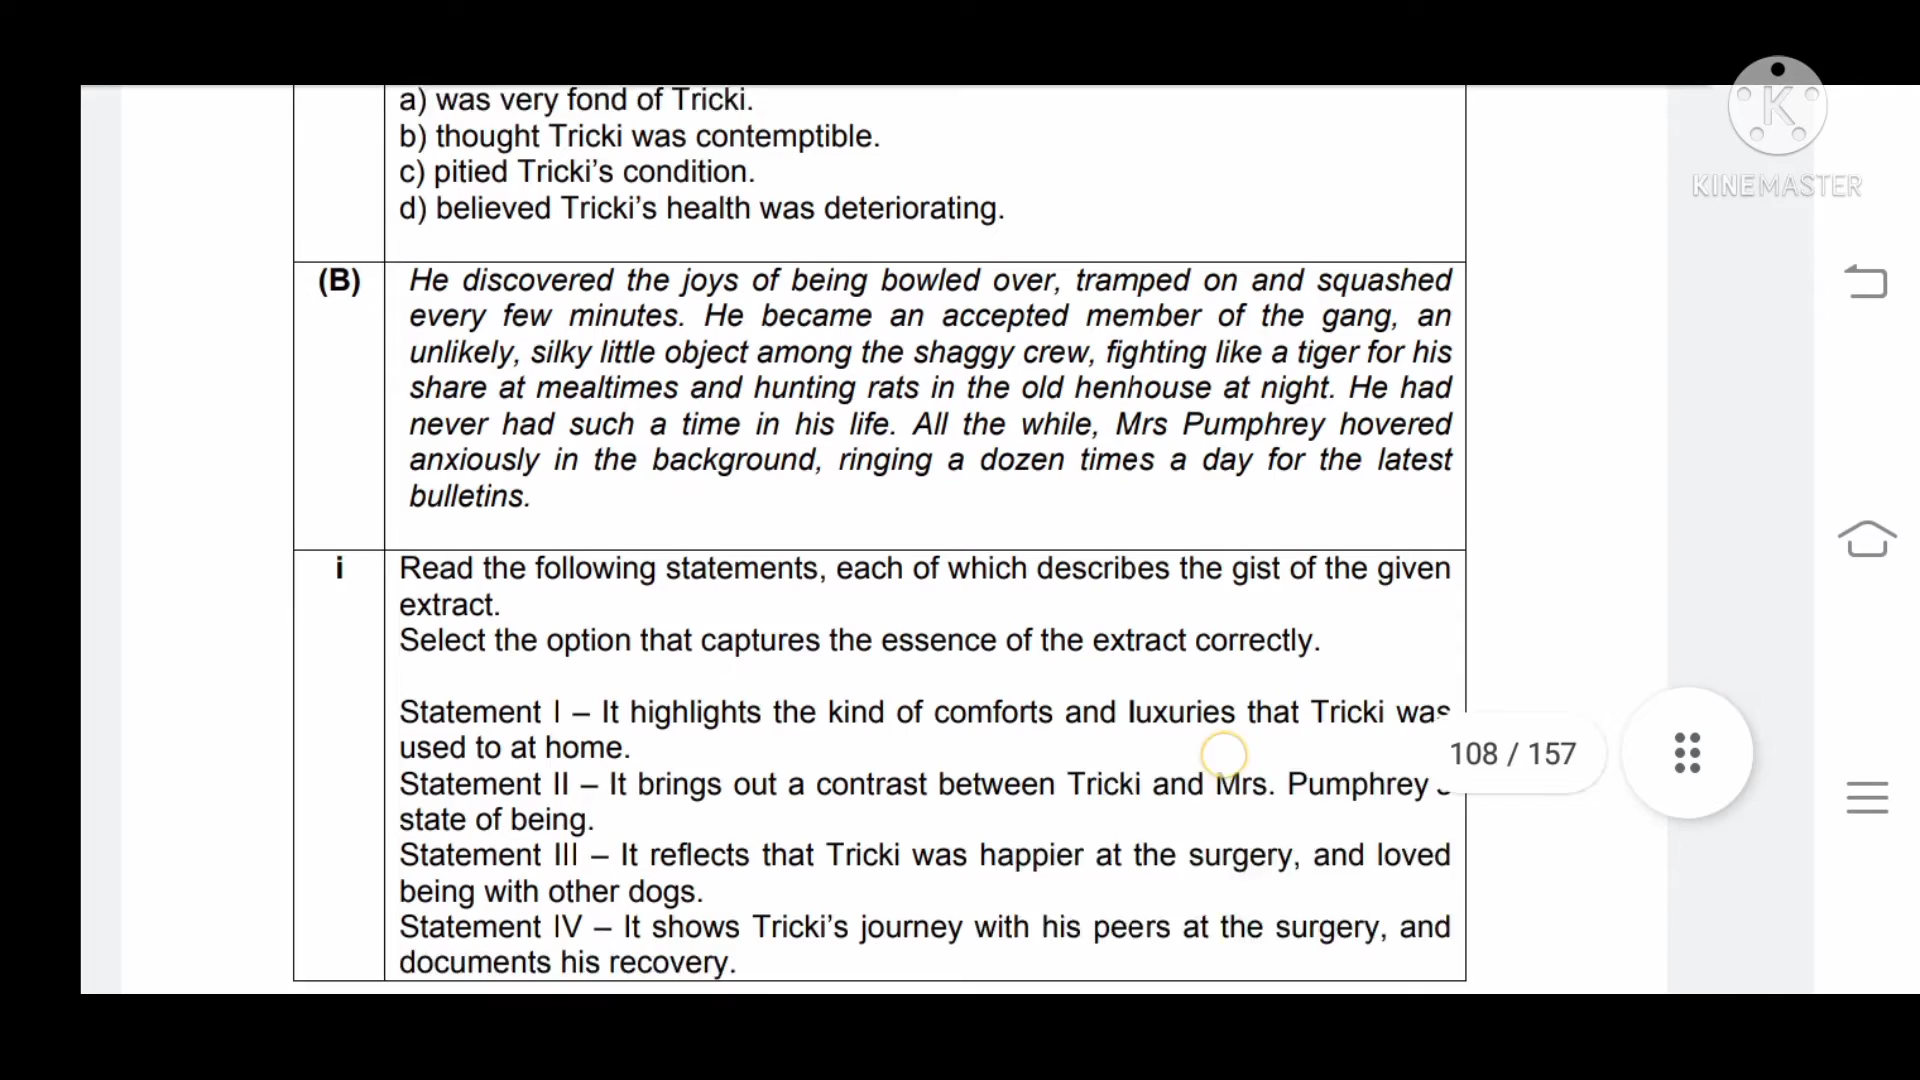 a) was very fond of Tricki.
b) thought Tricki was contemptible.
c) pitied Tricki’s condition.
d) believed Tricki’s health was deteriorating.
KINEMASTER
(B) He discovered the joys of being bowled over, tramped on and squashed
every few minutes. He became an accepted member of the gang, an
unlikely, silky little object among the shaggy crew, fighting like a tiger for his
share at mealtimes and hunting rats in the old henhouse at night. He had
never had such a time in his life. All the while, Mrs Pumphrey hovered
anxiously in the background, ringing a dozen times a day for the latest
bulletins.
i Read the following statements, each of which describes the gist of the given
extract.
Select the option that captures the essence of the extract correctly.
Statement I – It highlights the kind of comforts and luxuries that Tricki was
used to at home.
108 / 157
Statement II – It brings out a contrast between Tricki and Mrs. Pumphrey
state of being.
Statement III – It reflects that Tricki was happier at the surgery, and loved
being with other dogs.
Statement IV – It shows Tricki’s journey with his peers at the surgery, and
documents his recovery.